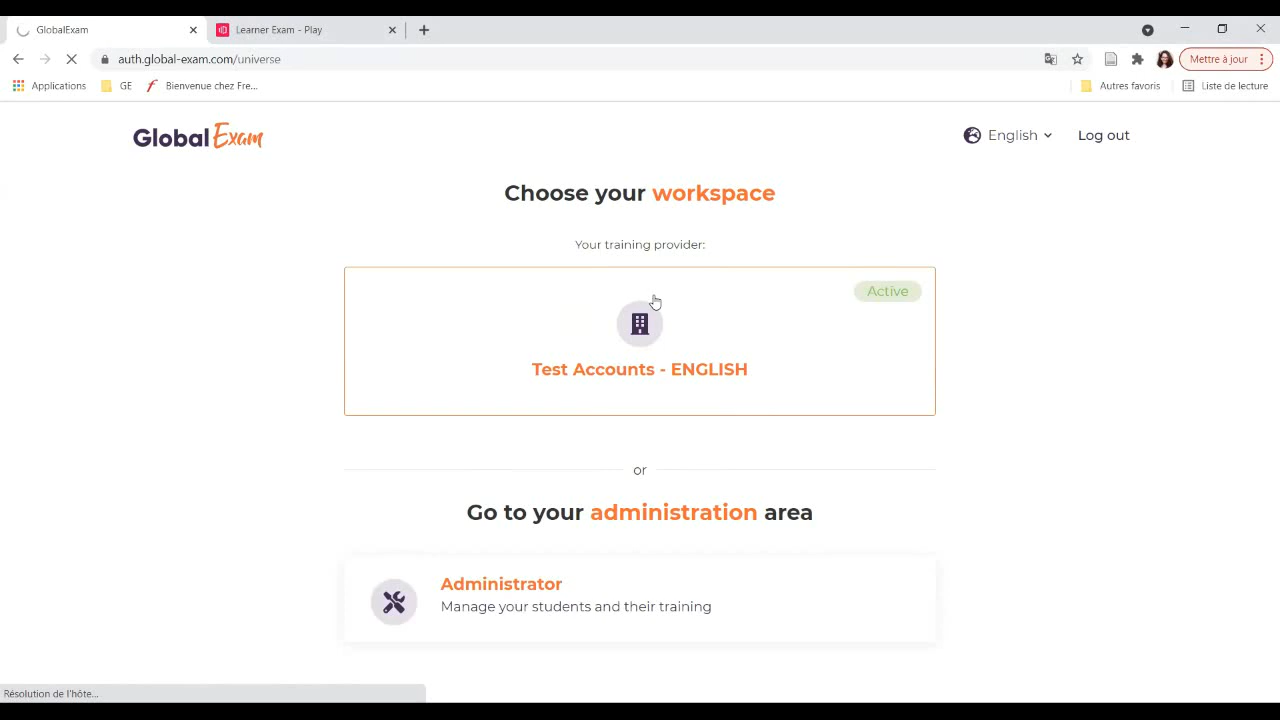 GlobalExam
Learner Exam - Play
auth.global-exam.com/universe
Mettre à jour
Applications
GE
Bienvenue chez Fre...
Autres favoris
Liste de lecture
Global Exam
English
Log out
Choose your workspace
Your training provider:
Active
Test Accounts - ENGLISH
or
Go to your administration area
Administrator
Manage your students and their training
Résolution de l'hôte...